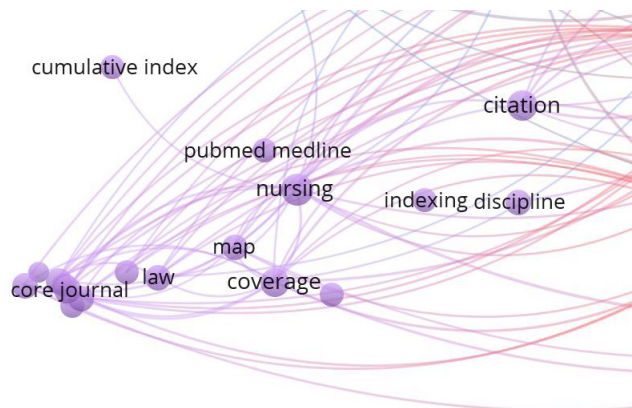 cumulative index
citation
pubmed medline
nursing
indexing discipline
map
law
coverage
core journal